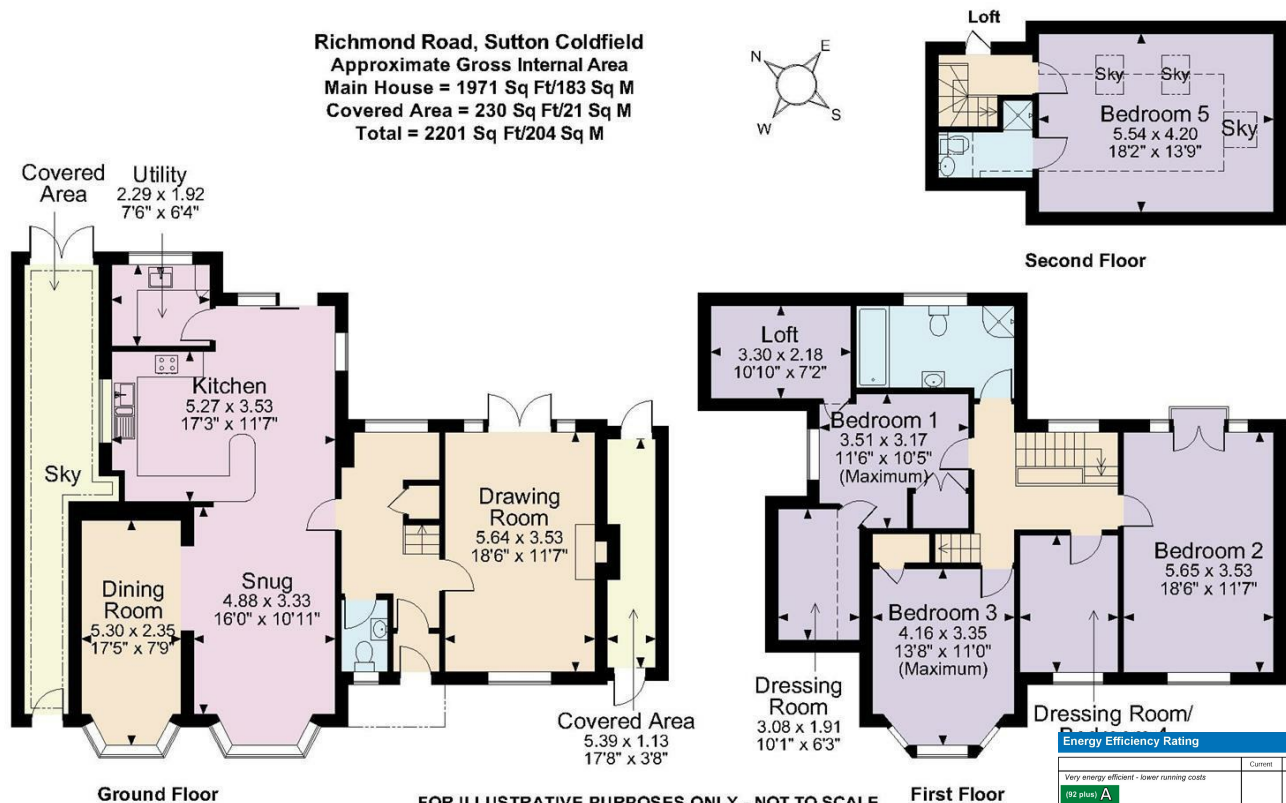 Richmond Road, Sutton Coldfield
Approximate Gross Internal Area
Main House = 1971 Sq Ft/183 Sq M
Covered Area = 230 Sq Ft/21 Sq M
Total = 2201 Sq Ft/204 Sq M
N
E
S
W
Loft
Sky
Sky
Sky
Bedroom 5
5.54 x 4.20
18'2" x 13'9"
Second Floor
Covered
Area
Utility
2.29 x 1.92
7'6" x 6'4"
Kitchen
5.27 x 3.53
17'3" x 11'7"
Sky
Dining
Room
5.30 x 2.35
17'5" x 7'9"
Snug
4.88 x 3.33
16'0" x 10'11"
Drawing
Room
5.64 x 3.53
18'6" x 11'7"
Covered Area
5.39 x 1.13
17'8" x 3'8"
Ground Floor
Loft
3.30 x 2.18
10'10" x 7'2"
Bedroom 1
3.51 x 3.17
11'6" x 10'5"
(Maximum)
Bedroom 2
5.65 x 3.53
18'6" x 11'7"
Bedroom 3
4.16 x 3.35
13'8" x 11'0"
(Maximum)
Dressing
Room
3.08 x 1.91
10'1" x 6'3"
Dressing Room/
First Floor
FOR ILLUSTRATIVE PURPOSES ONLY - NOT TO SCALE
Energy Efficiency Rating
Current
Very energy efficient - lower running costs
(92 plus) A